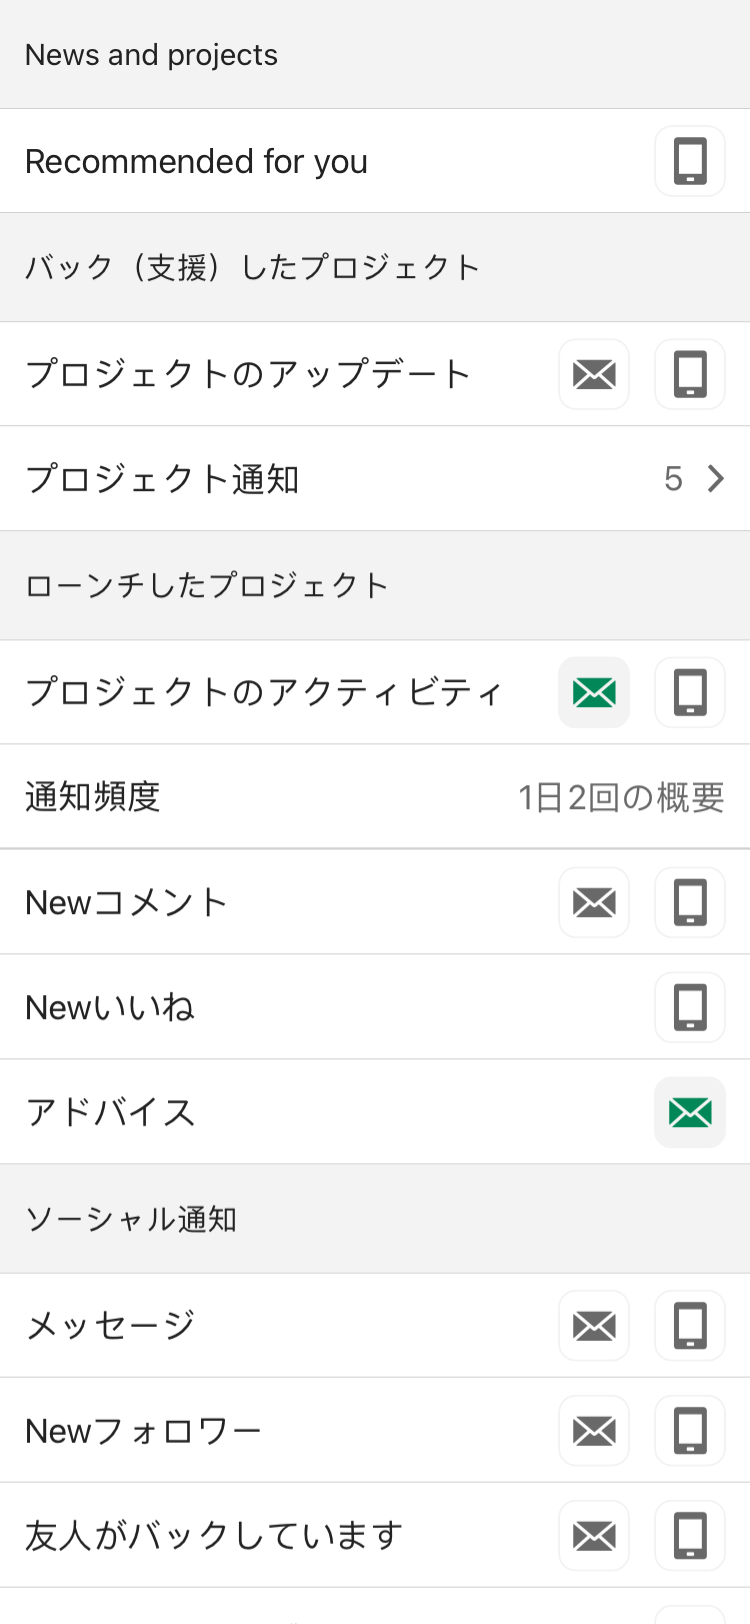 News and projects
Recommended for you
バック（支援）したプロジェクト
プロジェクトのアップデート
プロジェクト通知 5
ローンチしたプロジェクト
プロジェクトのアクティビティ
通知頻度 1日2回の概要
Newコメント
Newいいね
アドバイス
ソーシャル通知
メッセージ
Newフォロワー
友人がバックしています